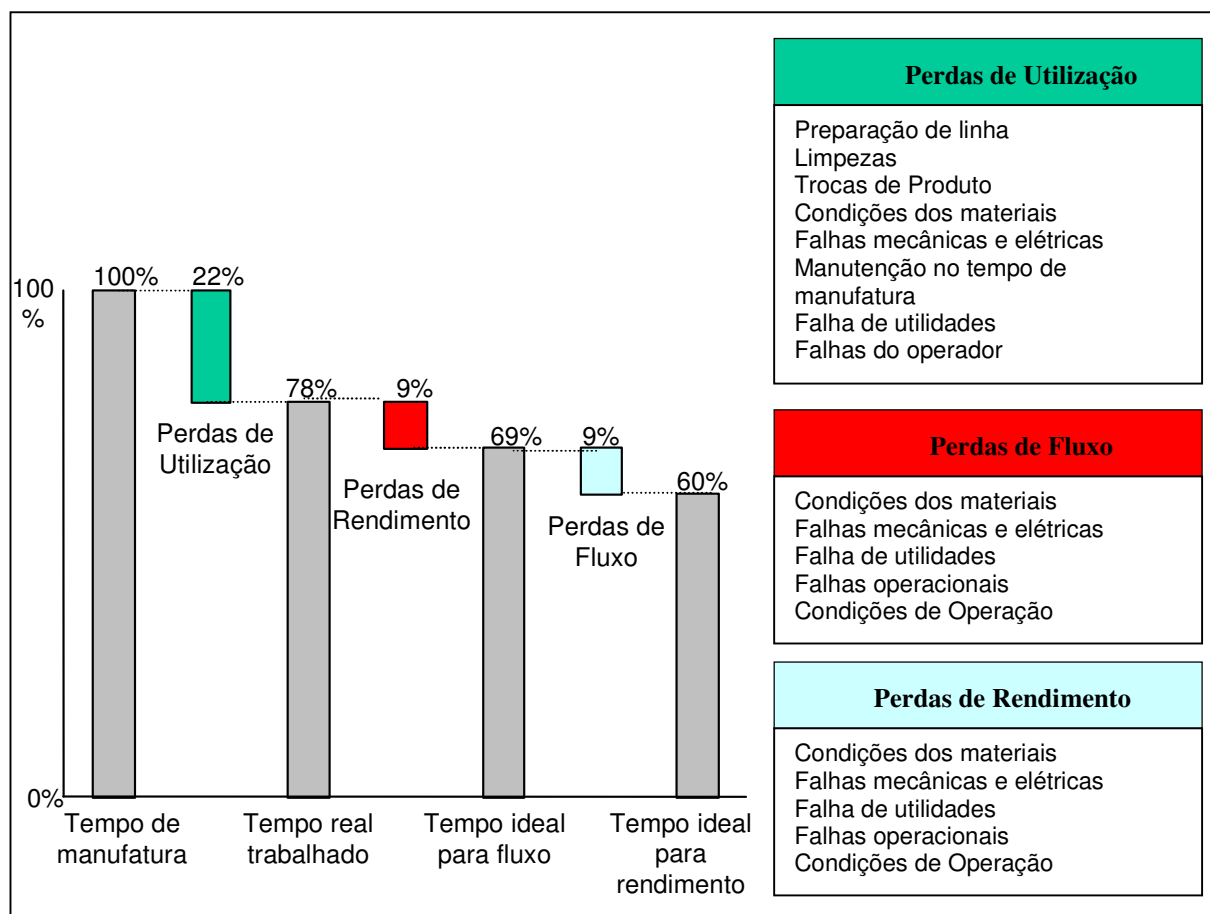 100% 22%
100
%
78% 9%
69% 9%
60%
Perdas de
Utilização
Perdas de
Rendimento
Perdas de
Fluxo
0%
Tempo de
manufatura
Tempo real
trabalhado
Tempo ideal
para fluxo
Tempo ideal
para
rendimento
Perdas de Utilização
Preparação de linha
Limpezas
Trocas de Produto
Condições dos materiais
Falhas mecânicas e elétricas
Manutenção no tempo de
manufatura
Falha de utilidades
Falhas do operador
Perdas de Fluxo
Condições dos materiais
Falhas mecânicas e elétricas
Falha de utilidades
Falhas operacionais
Condições de Operação
Perdas de Rendimento
Condições dos materiais
Falhas mecânicas e elétricas
Falha de utilidades
Falhas operacionais
Condições de Operação